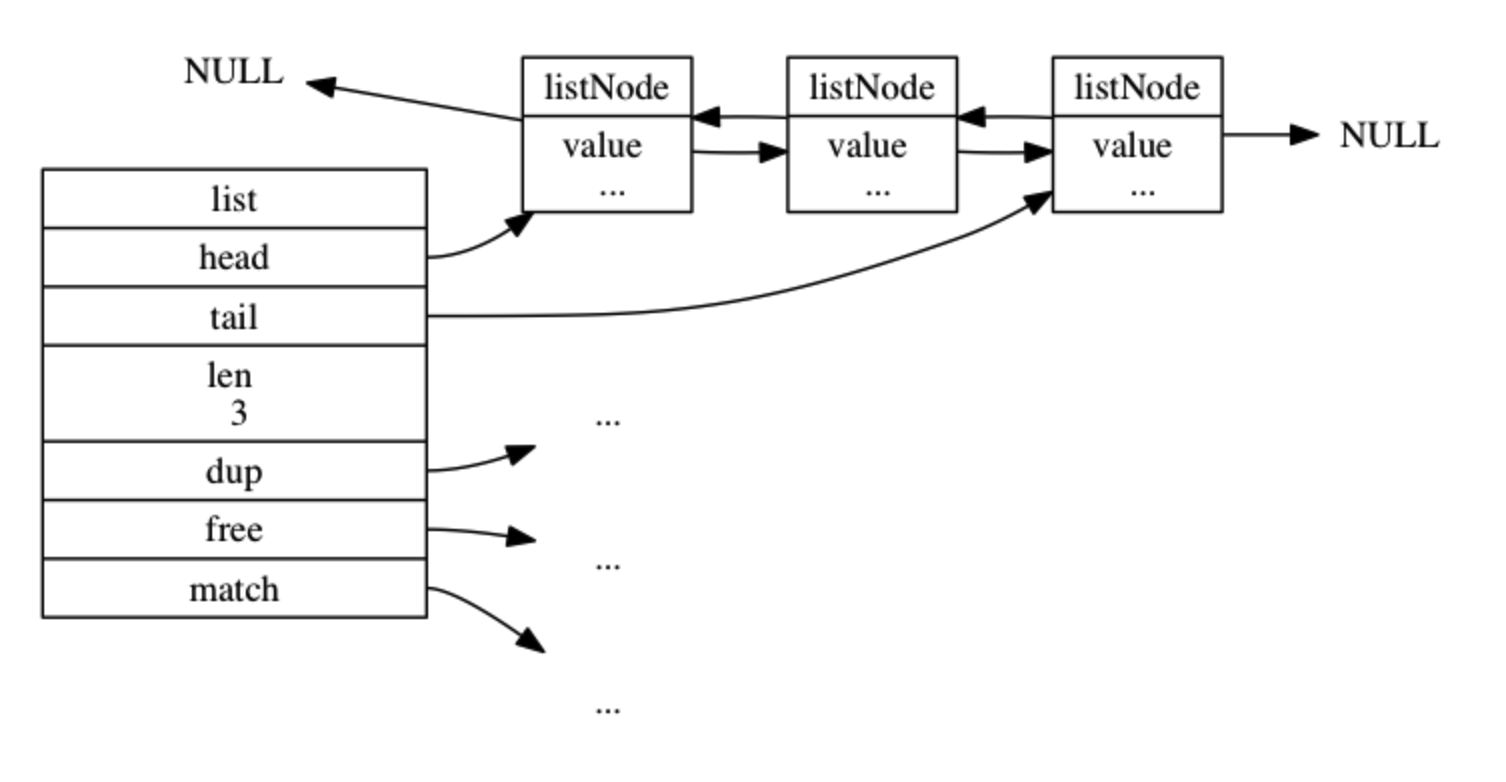 NULL
listNode
value
...
listNode
value
...
listNode
value
...
NULL
list
head
tail
len
3
dup
free
match
...
...
...